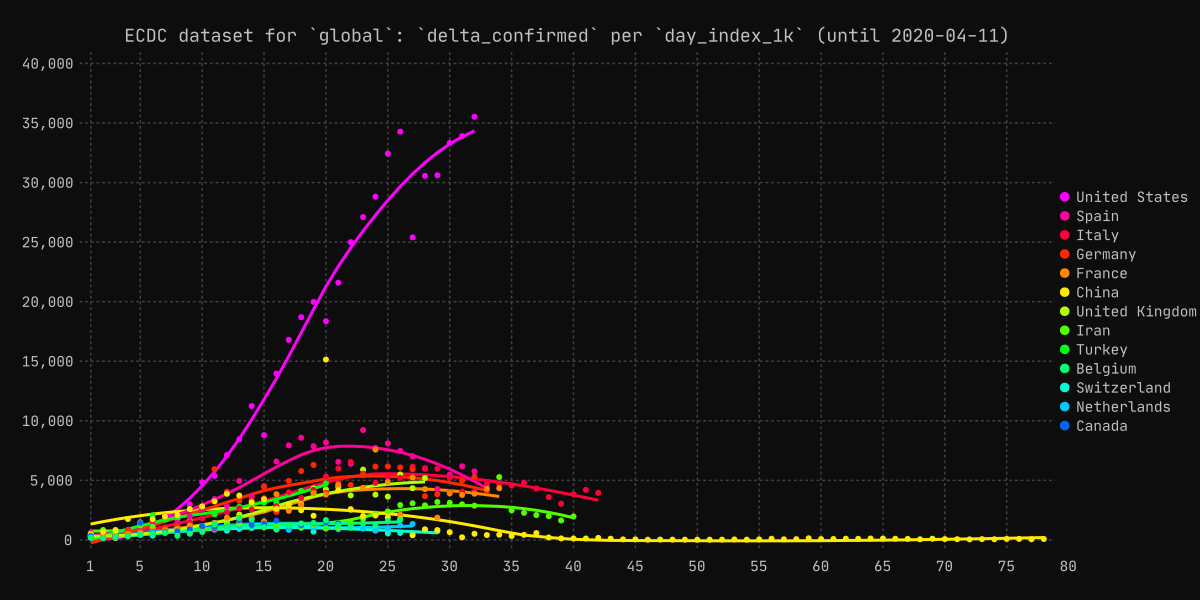 ECDC dataset for `global`: `delta_confirmed` per `day_index_1k` (until 2020-04-11)
40,000
35,000
30,000
25,000
20,000
15,000
10,000
5,000
0
1 5 10 15 20 25 30 35 40 45 50 55 60 65 70 75 80
United States
Spain
Italy
Germany
France
China
United Kingdom
Iran
Turkey
Belgium
Switzerland
Netherlands
Canada